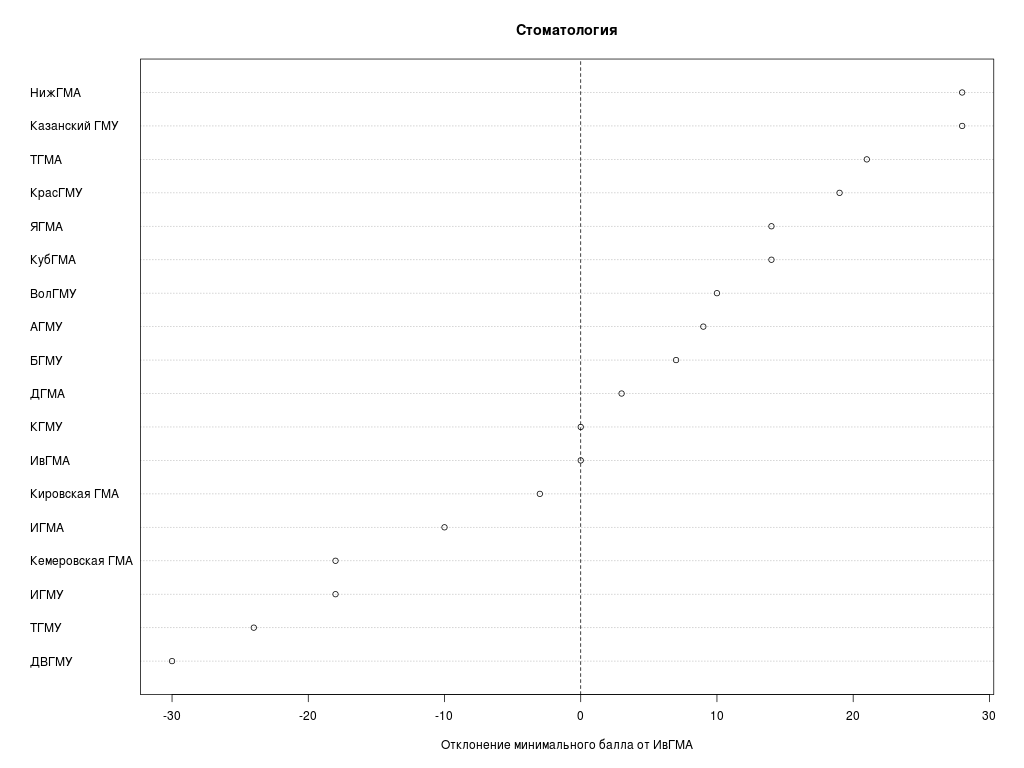 Стоматология
НижГМА
Казанский ГМУ
ТГМА
КрасГМУ
ЯГМА
КубГМА
ВолГМУ
АГМУ
БГМУ
ДГМА
КГМУ
ИвГМА
Кировская ГМА
ИГМА
Кемеровская ГМА
ИГМУ
ТГМУ
ДВГМУ
-30 -20 -10 0 10 20 30
Отклонение минимального балла от ИвГМА